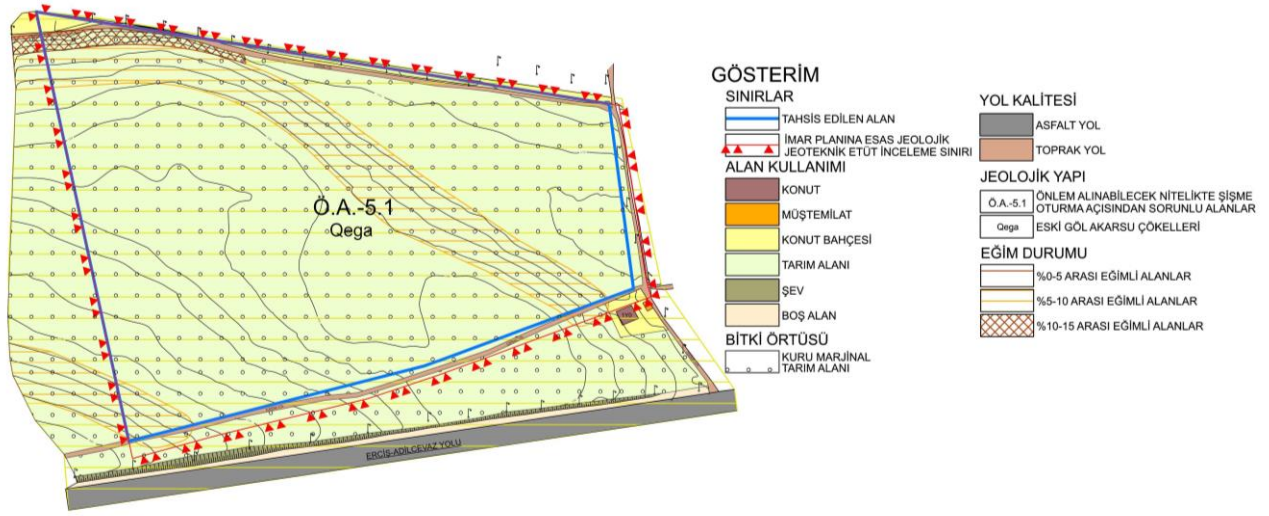 Ö.A.-5.1
Qega
ERCİŞ-ADİLCEVAZ YOLU
GÖSTERİM
SINIRLAR
TAHSİS EDİLEN ALAN
İMAR PLANINA ESAS JEOLOJİK
JEOTEKNİK ETÜT İNCELEME SINIRI
ALAN KULLANIMI
KONUT
MÜŞTEMİLAT
KONUT BAHÇESİ
TARIM ALANI
ŞEV
BOŞ ALAN
BİTKİ ÖRTÜSÜ
KURU MARJİNAL
TARIM ALANI
YOL KALİTESİ
ASFALT YOL
TOPRAK YOL
JEOLOJİK YAPI
Ö.A.-5.1 ÖNLEM ALINABİLECEK NİTELİKTE ŞİŞME
OTURMA AÇISINDAN SORUNLU ALANLAR
Qega ESKİ GÖL AKARSU ÇÖKELLERİ
EĞİM DURUMU
%0-5 ARASI EĞİMLİ ALANLAR
%5-10 ARASI EĞİMLİ ALANLAR
%10-15 ARASI EĞİMLİ ALANLAR